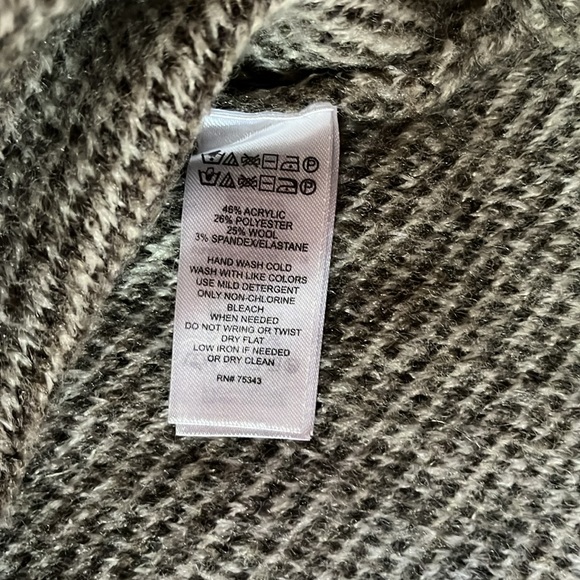 46% ACRYLIC
26% POLYESTER
25% WOOL
3% SPANDEX/ELASTANE
HAND WASH COLD
WASH WITH LIKE COLORS
USE MILD DETERGENT
ONLY NON-CHLORINE
BLEACH
WHEN NEEDED
DO NOT WRING OR TWIST
DRY FLAT
LOW IRON IF NEEDED
OR DRY CLEAN
RN# 75343